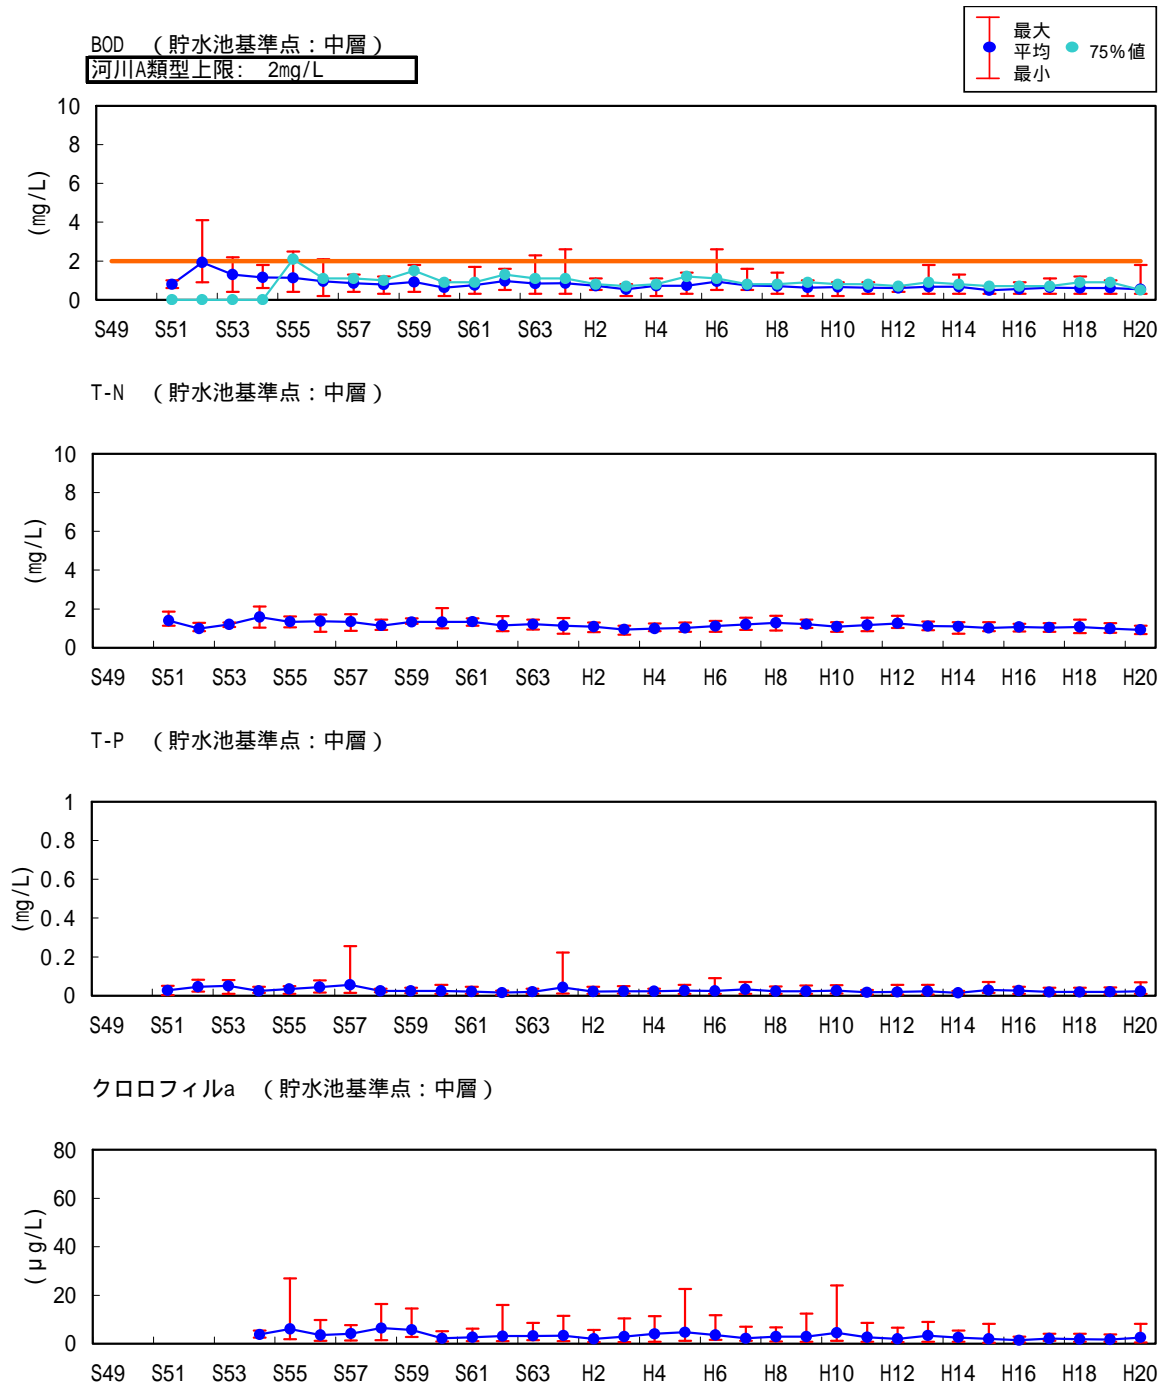 BOD （貯水池基準点：中層）
河川A類型上限： 2mg/L
最大
平均
最小
75%値
10
8
6
4
2
0
(mg/L)
S49 S51 S53 S55 S57 S59 S61 S63 H2 H4 H6 H8 H10 H12 H14 H16 H18 H20
T-N （貯水池基準点：中層）
10
8
6
4
2
0
(mg/L)
S49 S51 S53 S55 S57 S59 S61 S63 H2 H4 H6 H8 H10 H12 H14 H16 H18 H20
T-P （貯水池基準点：中層）
1
0.8
0.6
0.4
0.2
0
(mg/L)
S49 S51 S53 S55 S57 S59 S61 S63 H2 H4 H6 H8 H10 H12 H14 H16 H18 H20
クロロフィルa （貯水池基準点：中層）
80
60
40
20
0
(μg/L)
S49 S51 S53 S55 S57 S59 S61 S63 H2 H4 H6 H8 H10 H12 H14 H16 H18 H20